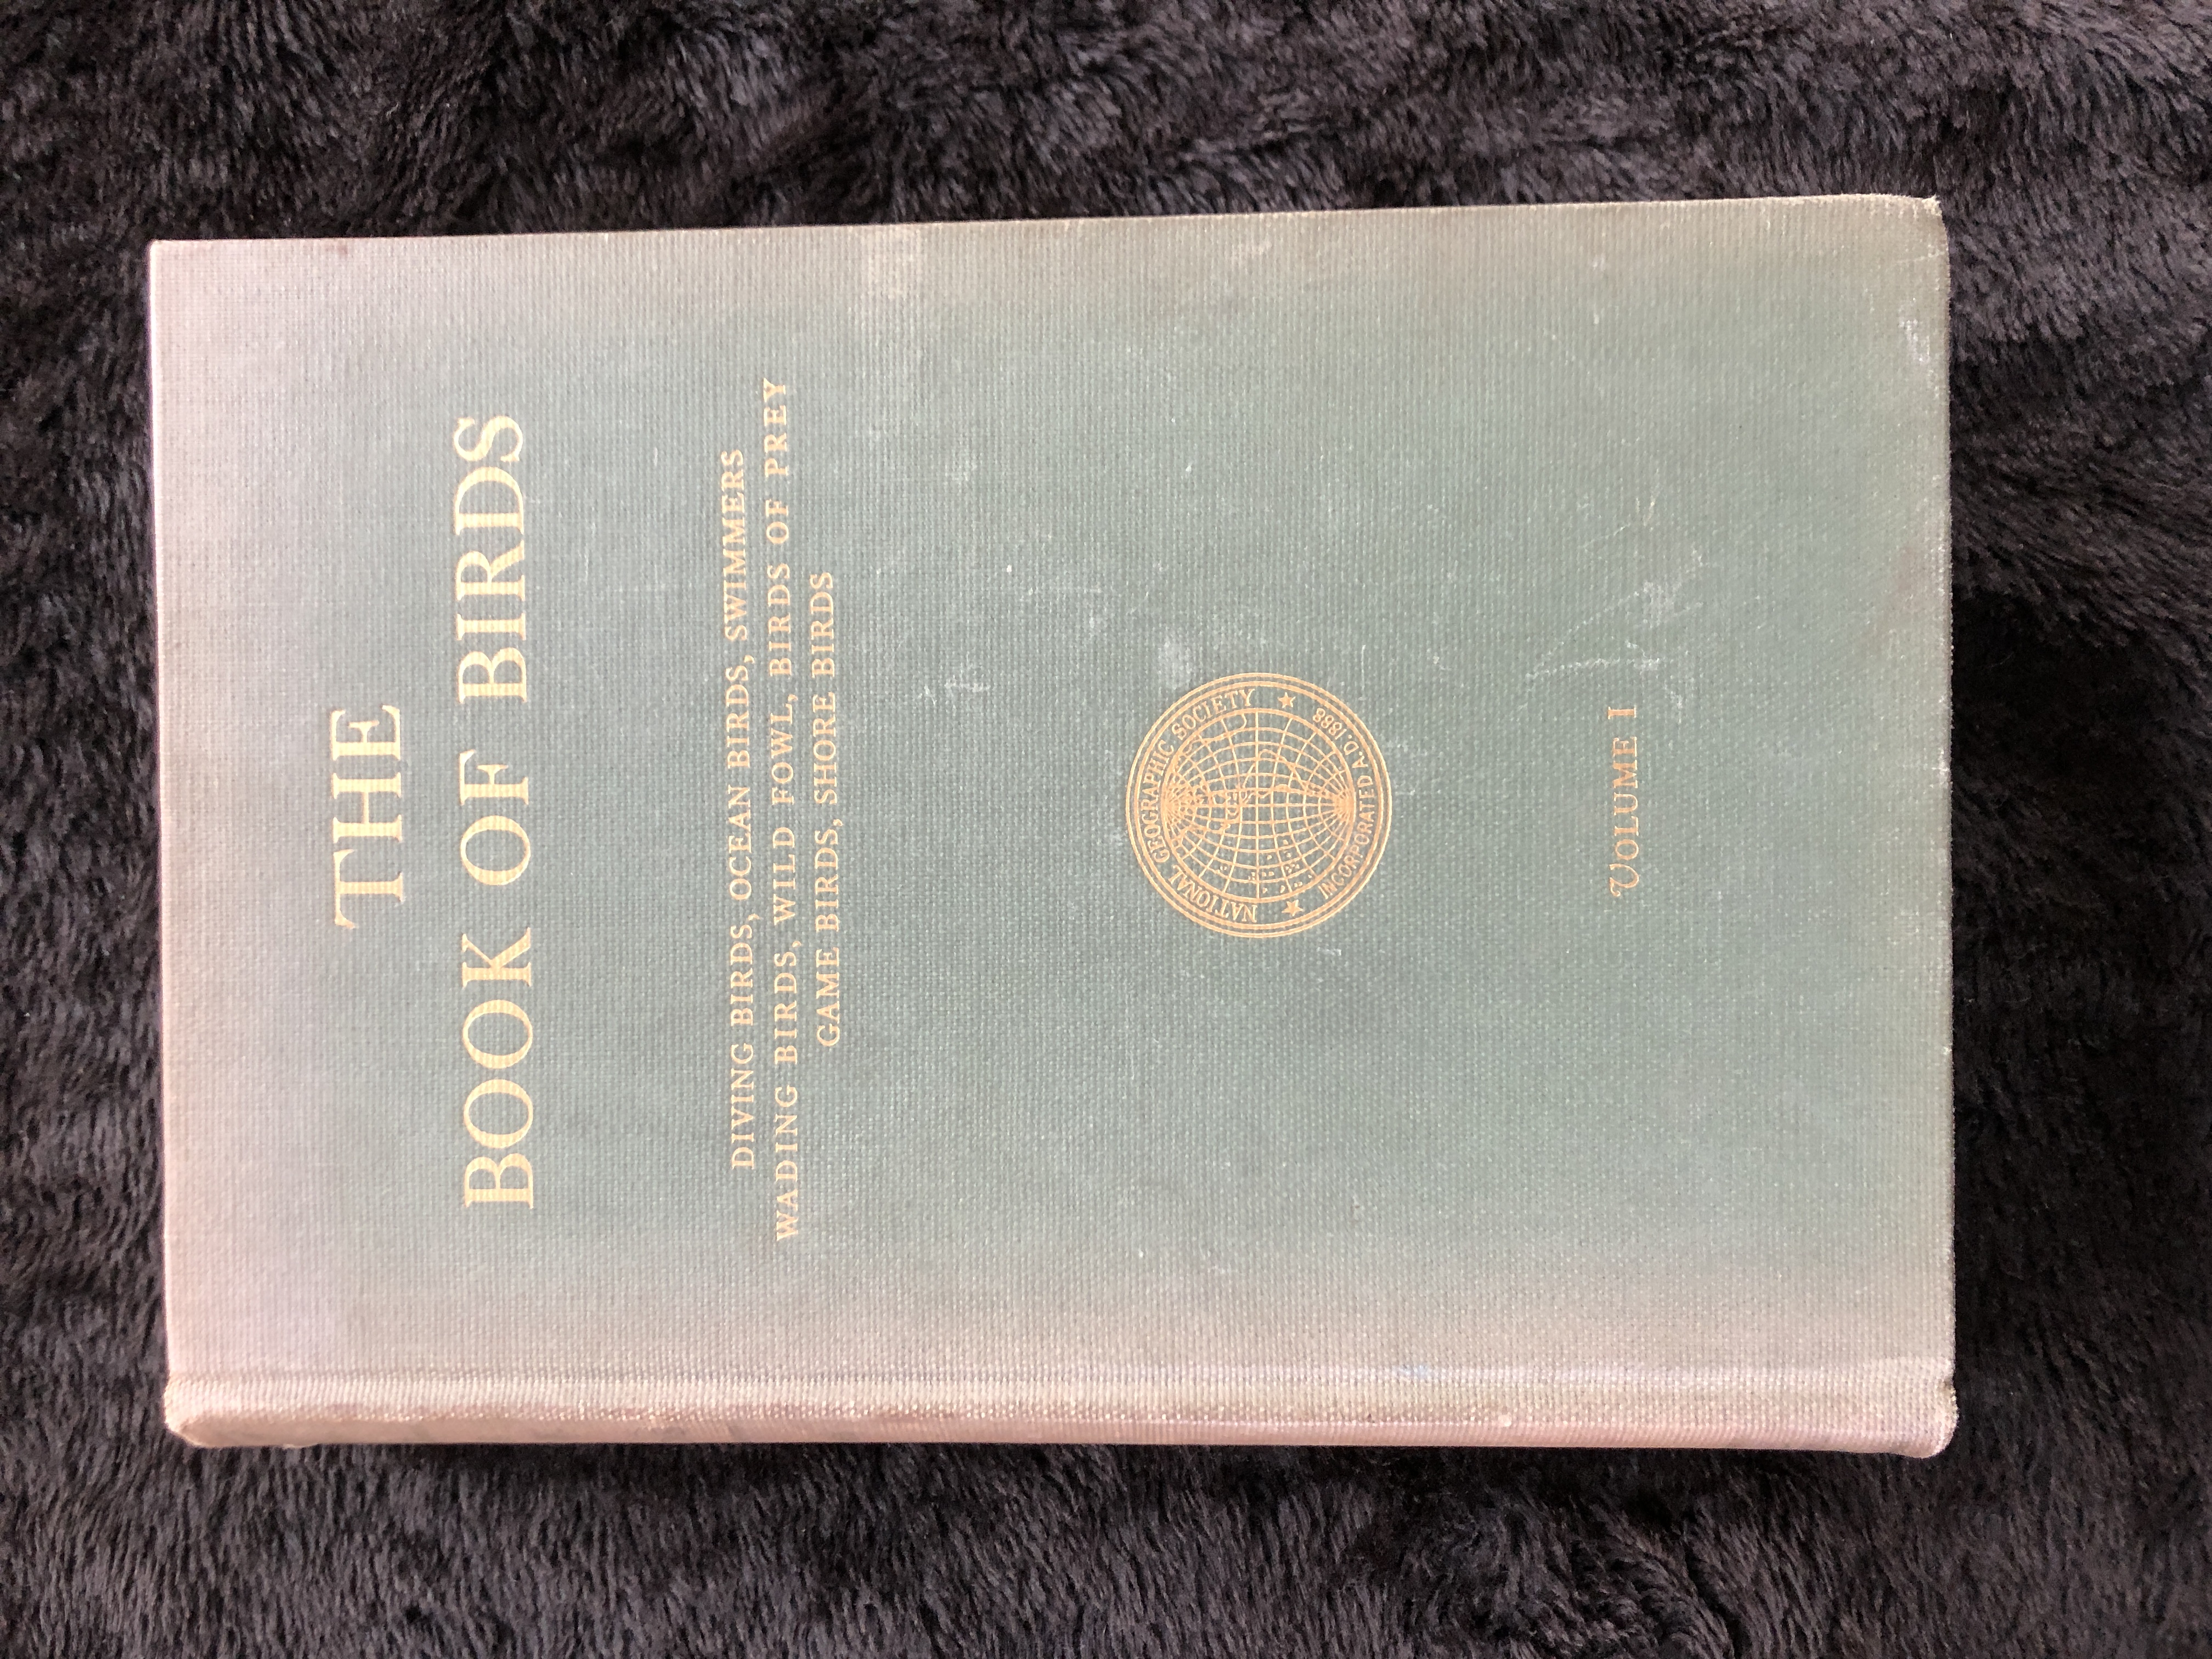 THE
BOOK OF BIRDS
DIVING BIRDS, OCEAN BIRDS, SWIMMERS
WADING BIRDS, WILD FOWL, BIRDS OF PREY
GAME BIRDS, SHORE BIRDS
NATIONAL GEOGRAPHIC SOCIETY
INCORPORATED A.D. 1888
VOLUME I